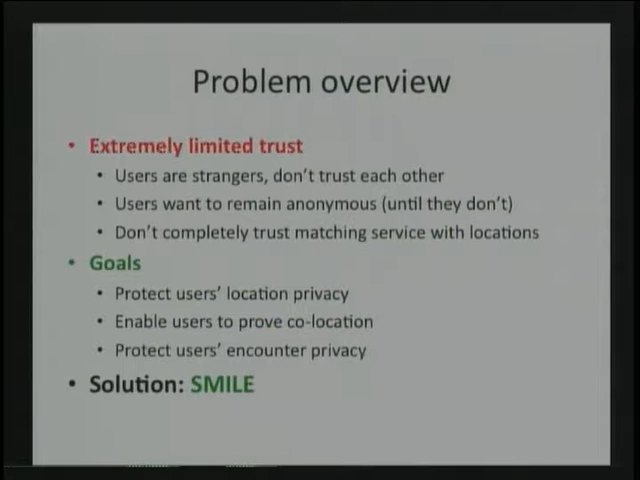 Problem overview
• Extremely limited trust
• Users are strangers, don't trust each other
• Users want to remain anonymous (until they don't)
• Don't completely trust matching service with locations
• Goals
• Protect users' location privacy
• Enable users to prove co-location
• Protect users' encounter privacy
• Solution: SMILE